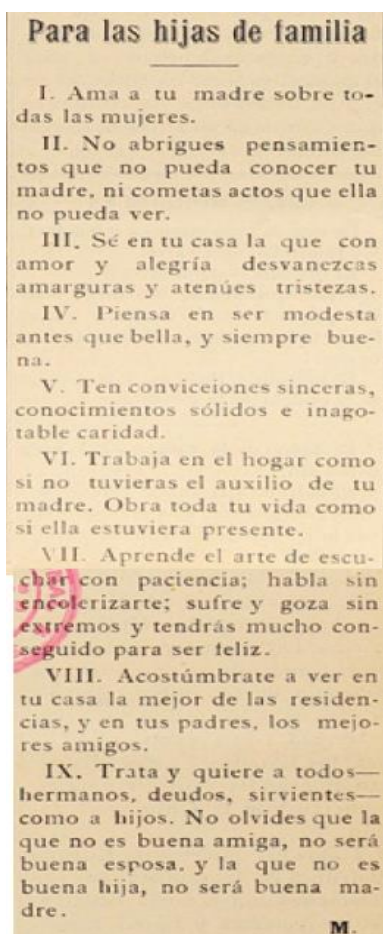 Para las hijas de familia
I. Ama a tu madre sobre to-
das las mujeres.
II. No abrigues pensamien-
tos que no pueda conocer tu
madre, ni cometas actos que ella
no pueda ver.
III. Sé en tu casa la que con
amor y alegría desvanezcas
amarguras y atenúes tristezas.
IV. Piensa en ser modesta
antes que bella, y siempre bue-
na.
V. Ten convicciones sinceras,
conocimientos sólidos e inago-
table caridad.
VI. Trabaja en el hogar como
si no tuvieras el auxilio de tu
madre. Obra toda tu vida como
si ella estuviera presente.
VII. Aprende el arte de escu-
char con paciencia; habla sin
encolerizarte; sufre y goza sin
extremos y tendrás mucho con-
seguido para ser feliz.
VIII. Acostúmbrate a ver en
tu casa la mejor de las residen-
cias, y en tus padres, los mejo-
res amigos.
IX. Trata y quiere a todos—
hermanos, deudos, sirvientes—
como a hijos. No olvides que la
que no es buena amiga, no será
buena esposa. y la que no es
buena hija, no será buena ma-
dre.
M.